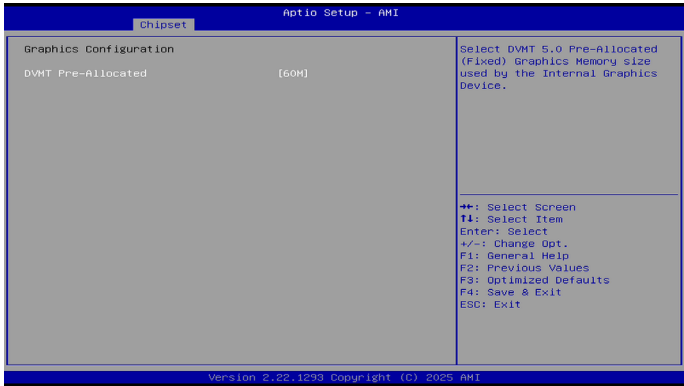 Aptio Setup - AMI
Chipset
Graphics Configuration
DVMT Pre-Allocated [60M]
Select DVMT 5.0 Pre-Allocated
(Fixed) Graphics Memory size
used by the Internal Graphics
Device.
→←: Select Screen
↑↓: Select Item
Enter: Select
+/-: Change Opt.
F1: General Help
F2: Previous Values
F3: Optimized Defaults
F4: Save & Exit
ESC: Exit
Version 2.22.1293 Copyright (C) 2025 AMI